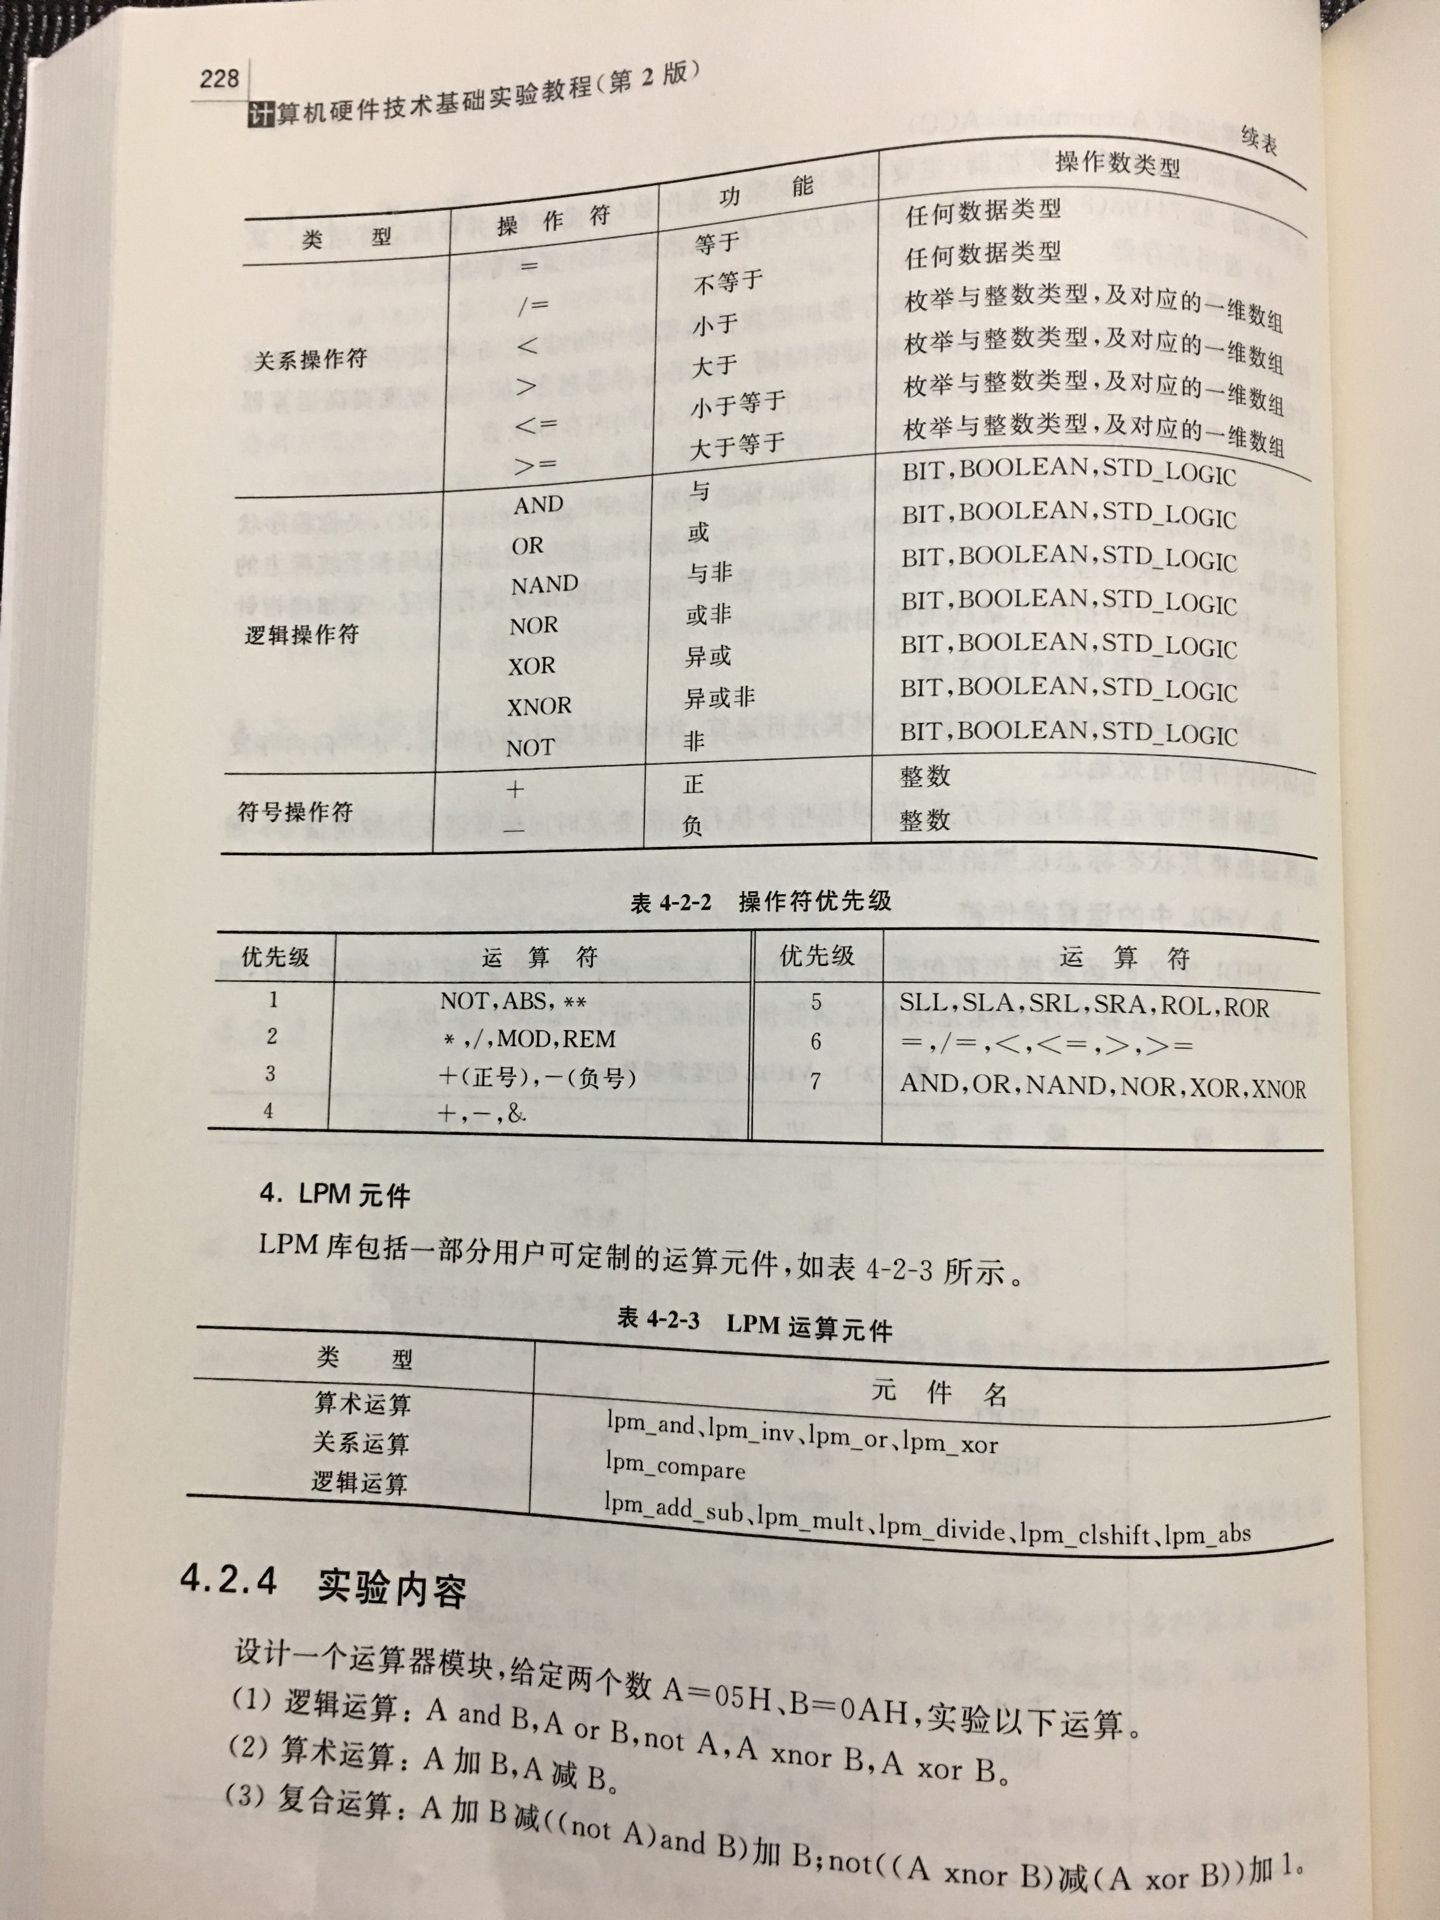 228
计算机硬件技术基础实验教程(第2版)
续表
类 型 操 作 符 功 能 操作数类型
关系操作符
= 等于 任何数据类型
/= 不等于 任何数据类型
< 小于 枚举与整数类型,及对应的一维数组
> 大于 枚举与整数类型,及对应的一维数组
<= 小于等于 枚举与整数类型,及对应的一维数组
>= 大于等于 枚举与整数类型,及对应的一维数组
逻辑操作符
AND 与 BIT,BOOLEAN,STD_LOGIC
OR 或 BIT,BOOLEAN,STD_LOGIC
NAND 与非 BIT,BOOLEAN,STD_LOGIC
NOR 或非 BIT,BOOLEAN,STD_LOGIC
XOR 异或 BIT,BOOLEAN,STD_LOGIC
XNOR 异或非 BIT,BOOLEAN,STD_LOGIC
NOT 非 BIT,BOOLEAN,STD_LOGIC
符号操作符
+ 正 整数
− 负 整数
表 4-2-2 操作符优先级
优先级 运 算 符 优先级 运 算 符
1 NOT,ABS,** 5 SLL,SLA,SRL,SRA,ROL,ROR
2 *,/,MOD,REM 6 =,/=,<,<=,>,>=
3 +(正号),−(负号) 7 AND,OR,NAND,NOR,XOR,XNOR
4 +,−,&
4. LPM 元件
LPM 库包括一部分用户可定制的运算元件,如表 4-2-3 所示。
表 4-2-3 LPM 运算元件
类 型 元 件 名
算术运算 lpm_and、lpm_inv、lpm_or、lpm_xor
关系运算 lpm_compare
逻辑运算 lpm_add_sub、lpm_mult、lpm_divide、lpm_clshift、lpm_abs
4.2.4 实验内容
设计一个运算器模块,给定两个数 A=05H、B=0AH,实验以下运算。
(1) 逻辑运算: A and B,A or B,not A,A xnor B,A xor B。
(2) 算术运算: A 加 B,A 减 B。
(3) 复合运算: A 加 B 减((not A)and B)加 B;not((A xnor B)减(A xor B))加 1。